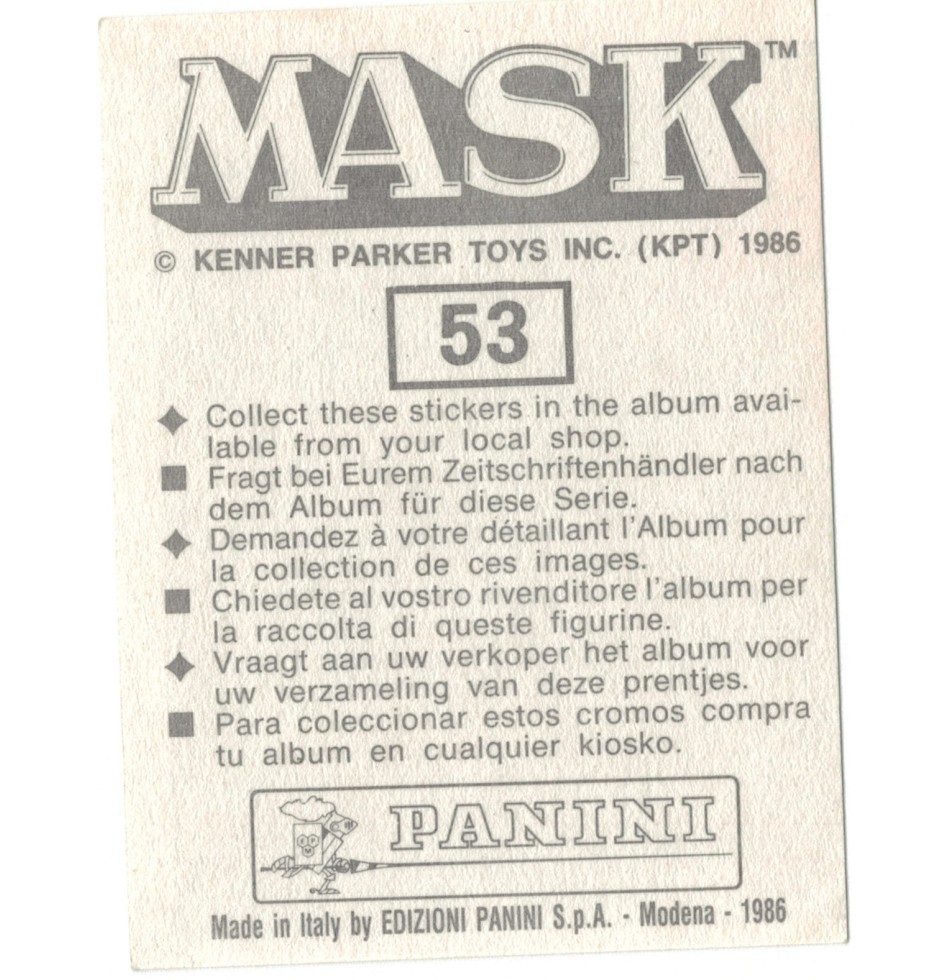 MASK™
© KENNER PARKER TOYS INC. (KPT) 1986
53
Collect these stickers in the album avai-
lable from your local shop.
Fragt bei Eurem Zeitschriftenhändler nach
dem Album für diese Serie.
Demandez à votre détaillant l'Album pour
la collection de ces images.
Chiedete al vostro rivenditore l'album per
la raccolta di queste figurine.
Vraagt aan uw verkoper het album voor
uw verzameling van deze prentjes.
Para coleccionar estos cromos compra
tu album en cualquier kiosko.
PANINI
Made in Italy by EDIZIONI PANINI S.p.A. - Modena - 1986